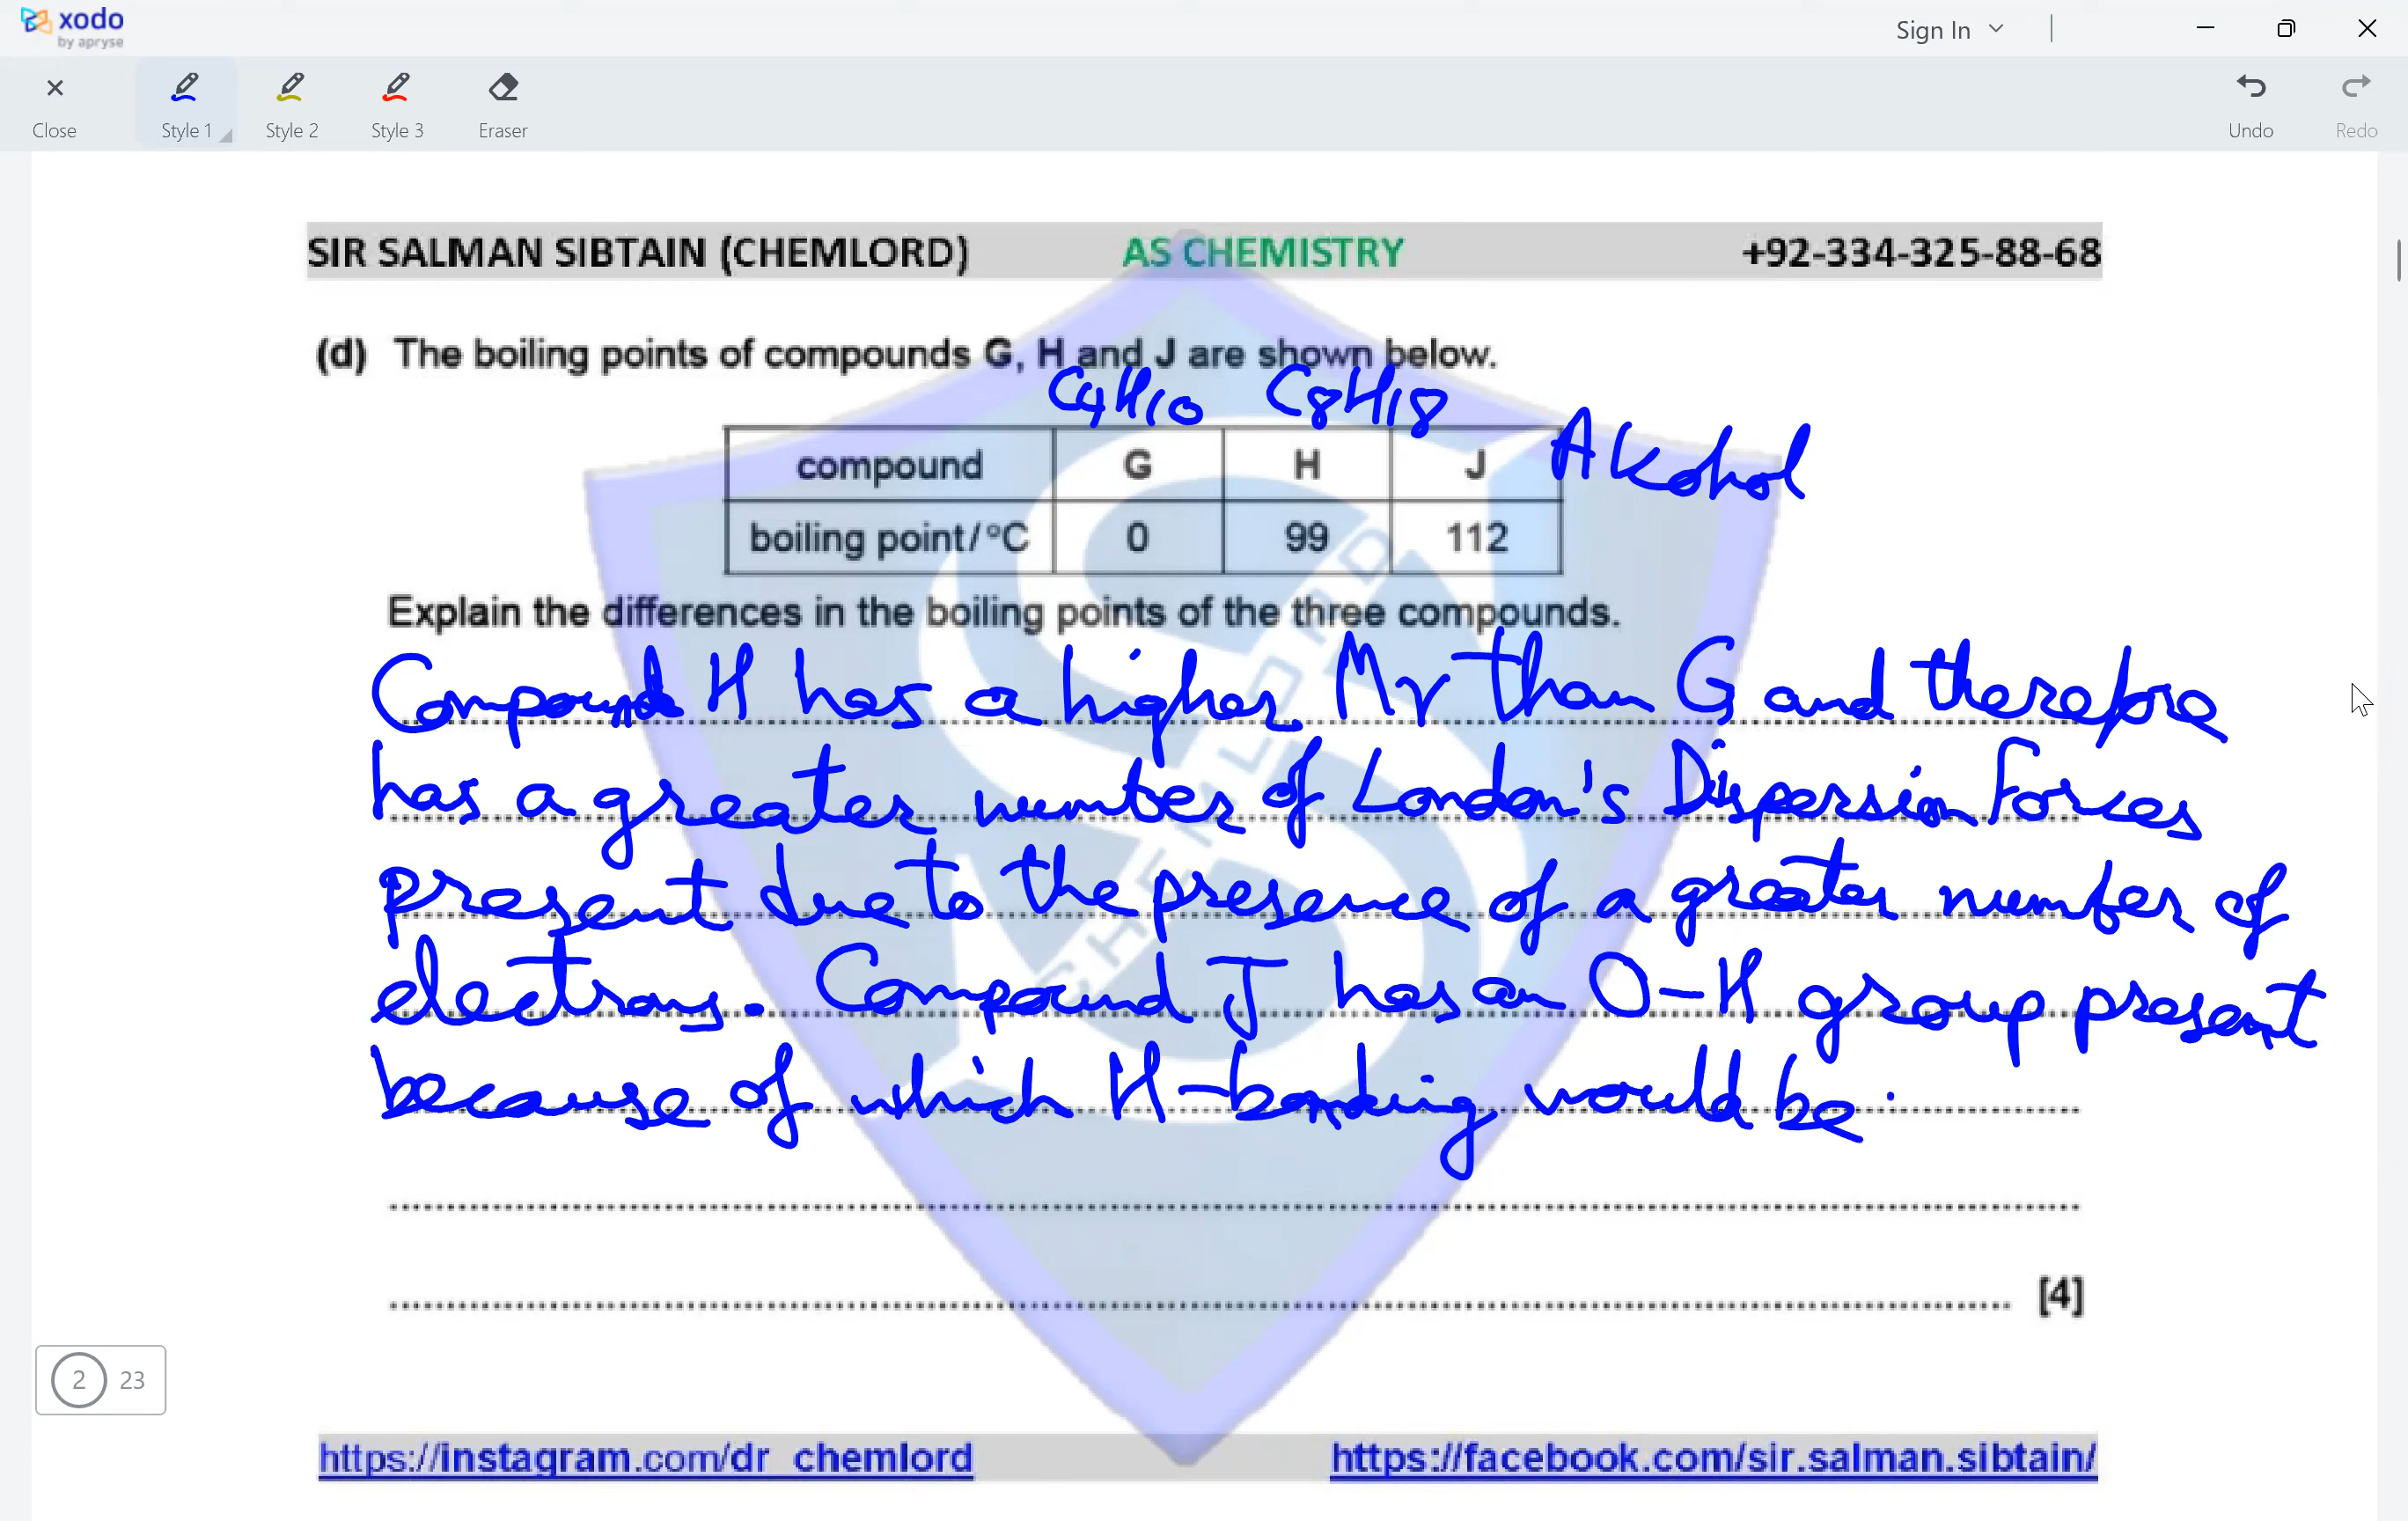 xodo
by apryse
Sign In
Close
Style 1
Style 2
Style 3
Eraser
Undo
Redo
SIR SALMAN SIBTAIN (CHEMLORD) AS CHEMISTRY +92-334-325-88-68
(d) The boiling points of compounds G, H and J are shown below.
C4H10 C8H18
Alcohol
compound G H J
boiling point/°C 0 99 112
Explain the differences in the boiling points of the three compounds.
Compound H has a higher Mr than G and therefore
has a greater number of London's Dispersion Forces
present due to the presence of a greater number of
electrons. Compound J has an O-H group present
because of which H-bonding would be
[4]
CHEMLORD
2 23
https://instagram.com/dr_chemlord https://facebook.com/sir.salman.sibtain/